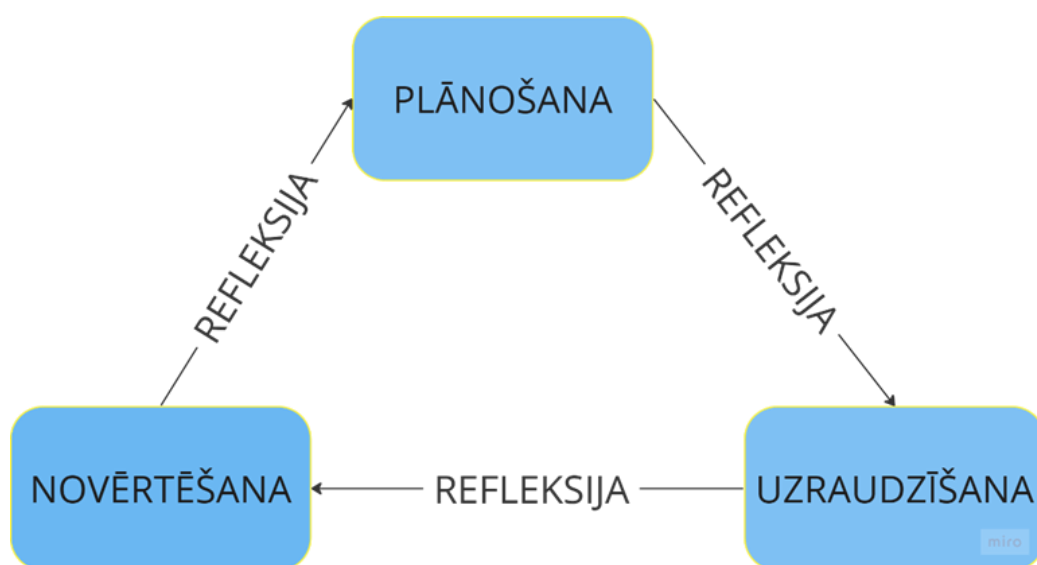 PLĀNOŠANA
REFLEKSIJA
REFLEKSIJA
NOVĒRTĒŠANA
REFLEKSIJA
UZRAUDZĪŠANA
miro